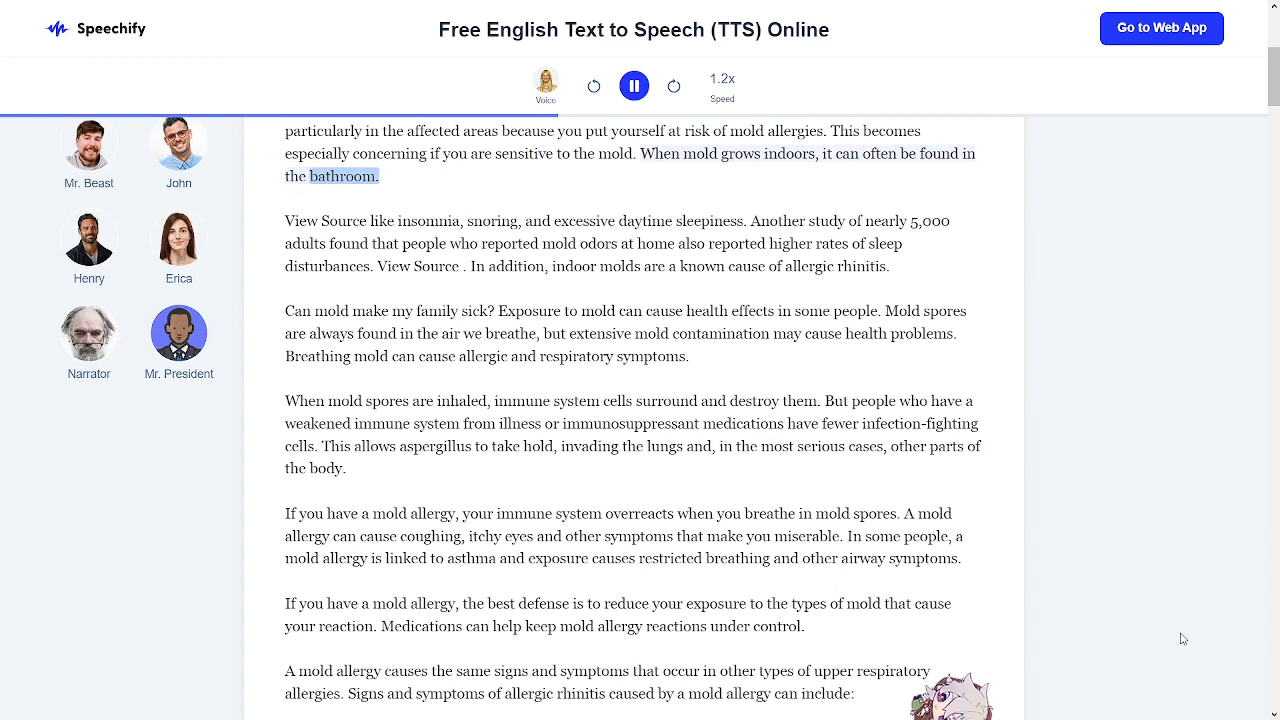 Speechify
Free English Text to Speech (TTS) Online
Go to Web App
1.2x
Voice
Speed
Mr. Beast
John
Henry
Erica
Narrator
Mr. President
particularly in the affected areas because you put yourself at risk of mold allergies. This becomes
especially concerning if you are sensitive to the mold. When mold grows indoors, it can often be found in
the bathroom.
View Source like insomnia, snoring, and excessive daytime sleepiness. Another study of nearly 5,000
adults found that people who reported mold odors at home also reported higher rates of sleep
disturbances. View Source . In addition, indoor molds are a known cause of allergic rhinitis.
Can mold make my family sick? Exposure to mold can cause health effects in some people. Mold spores
are always found in the air we breathe, but extensive mold contamination may cause health problems.
Breathing mold can cause allergic and respiratory symptoms.
When mold spores are inhaled, immune system cells surround and destroy them. But people who have a
weakened immune system from illness or immunosuppressant medications have fewer infection-fighting
cells. This allows aspergillus to take hold, invading the lungs and, in the most serious cases, other parts of
the body.
If you have a mold allergy, your immune system overreacts when you breathe in mold spores. A mold
allergy can cause coughing, itchy eyes and other symptoms that make you miserable. In some people, a
mold allergy is linked to asthma and exposure causes restricted breathing and other airway symptoms.
If you have a mold allergy, the best defense is to reduce your exposure to the types of mold that cause
your reaction. Medications can help keep mold allergy reactions under control.
A mold allergy causes the same signs and symptoms that occur in other types of upper respiratory
allergies. Signs and symptoms of allergic rhinitis caused by a mold allergy can include: